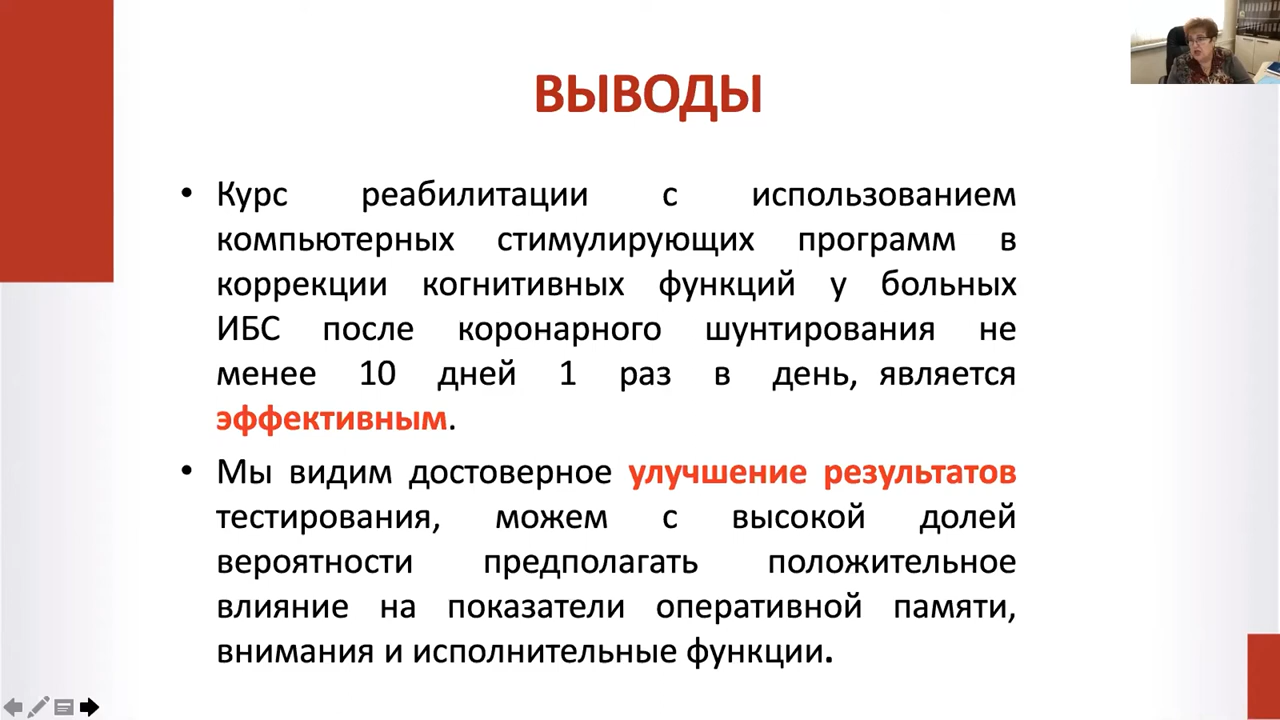 ВЫВОДЫ
• Курс реабилитации с использованием
компьютерных стимулирующих программ в
коррекции когнитивных функций у больных
ИБС после коронарного шунтирования не
менее 10 дней 1 раз в день, является
эффективным.
• Мы видим достоверное улучшение результатов
тестирования, можем с высокой долей
вероятности предполагать положительное
влияние на показатели оперативной памяти,
внимания и исполнительные функции.